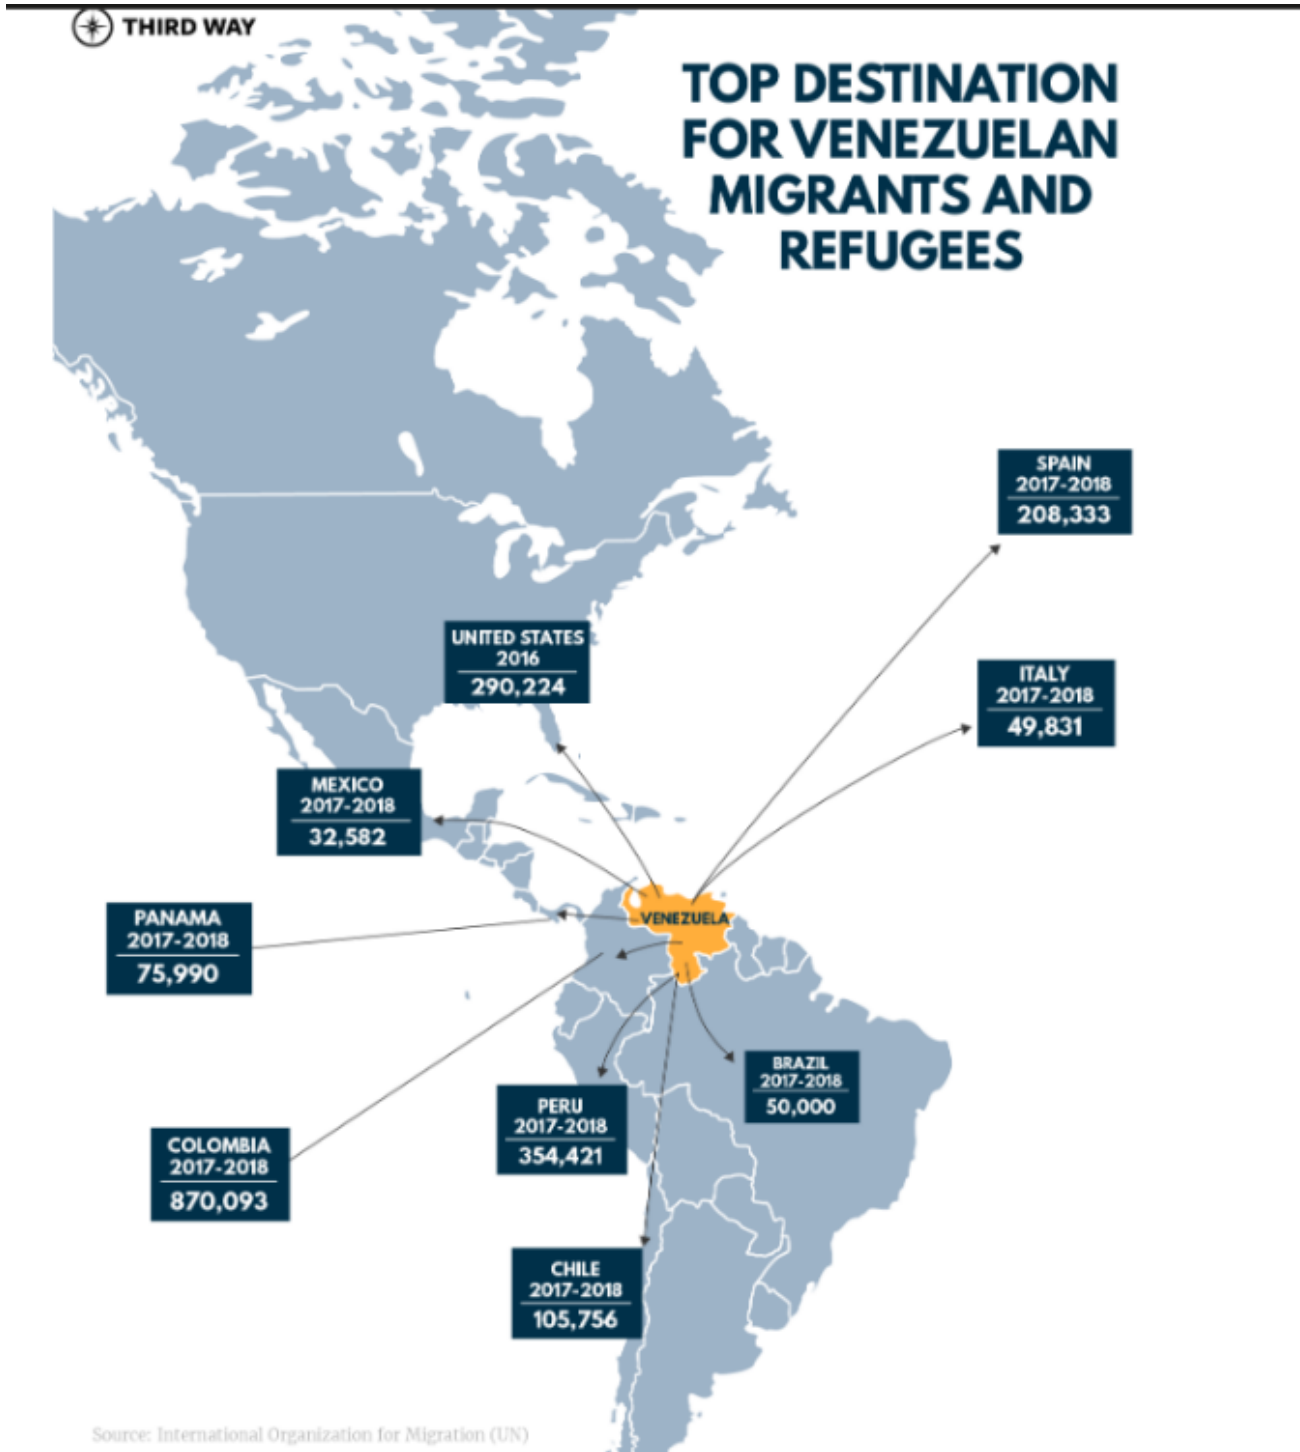 THIRD WAY
TOP DESTINATION
FOR VENEZUELAN
MIGRANTS AND
REFUGEES
SPAIN
2017-2018
208,333
UNITED STATES
2016
290,224
ITALY
2017-2018
49,831
MEXICO
2017-2018
32,582
PANAMA
2017-2018
75,990
VENEZUELA
BRAZIL
2017-2018
50,000
PERU
2017-2018
354,421
COLOMBIA
2017-2018
870,093
CHILE
2017-2018
105,756
Source: International Organization for Migration (UN)